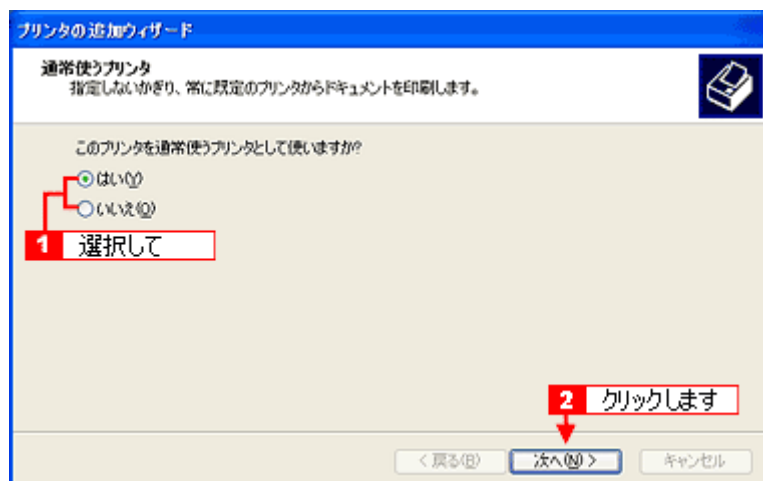 プリンタの追加ウィザード
通常使うプリンタ
指定しないかぎり、常に既定のプリンタからドキュメントを印刷します。
このプリンタを通常使うプリンタとして使いますか?
はい(Y)
いいえ(O)
1 選択して
2 クリックします
< 戻る(B)
次へ(N) >
キャンセル